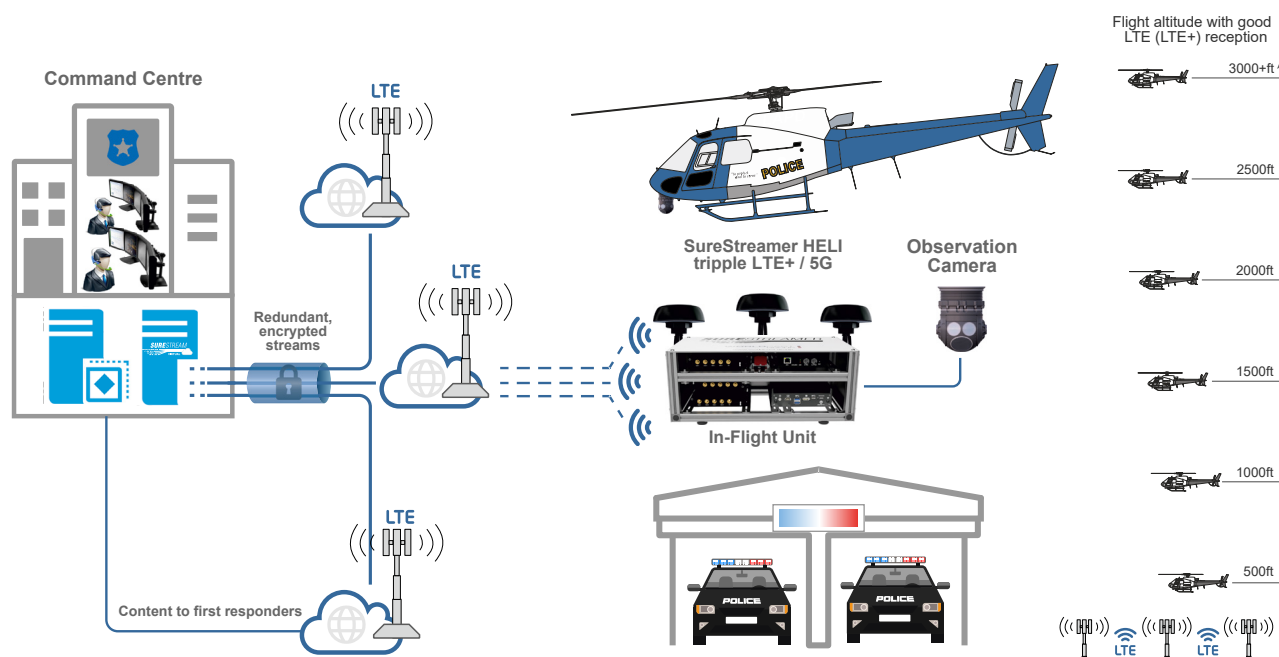 Flight altitude with good
LTE (LTE+) reception
3000+ft
2500ft
2000ft
1500ft
1000ft
500ft
LTE
LTE
Command Centre
LTE
POLICE
SureStreamer HELI
tripple LTE+ / 5G
Observation
Camera
LTE
Redundant,
encrypted
streams
SURESTREAM
SURESTREAMER
In-Flight Unit
LTE
POLICE
POLICE
Content to first responders